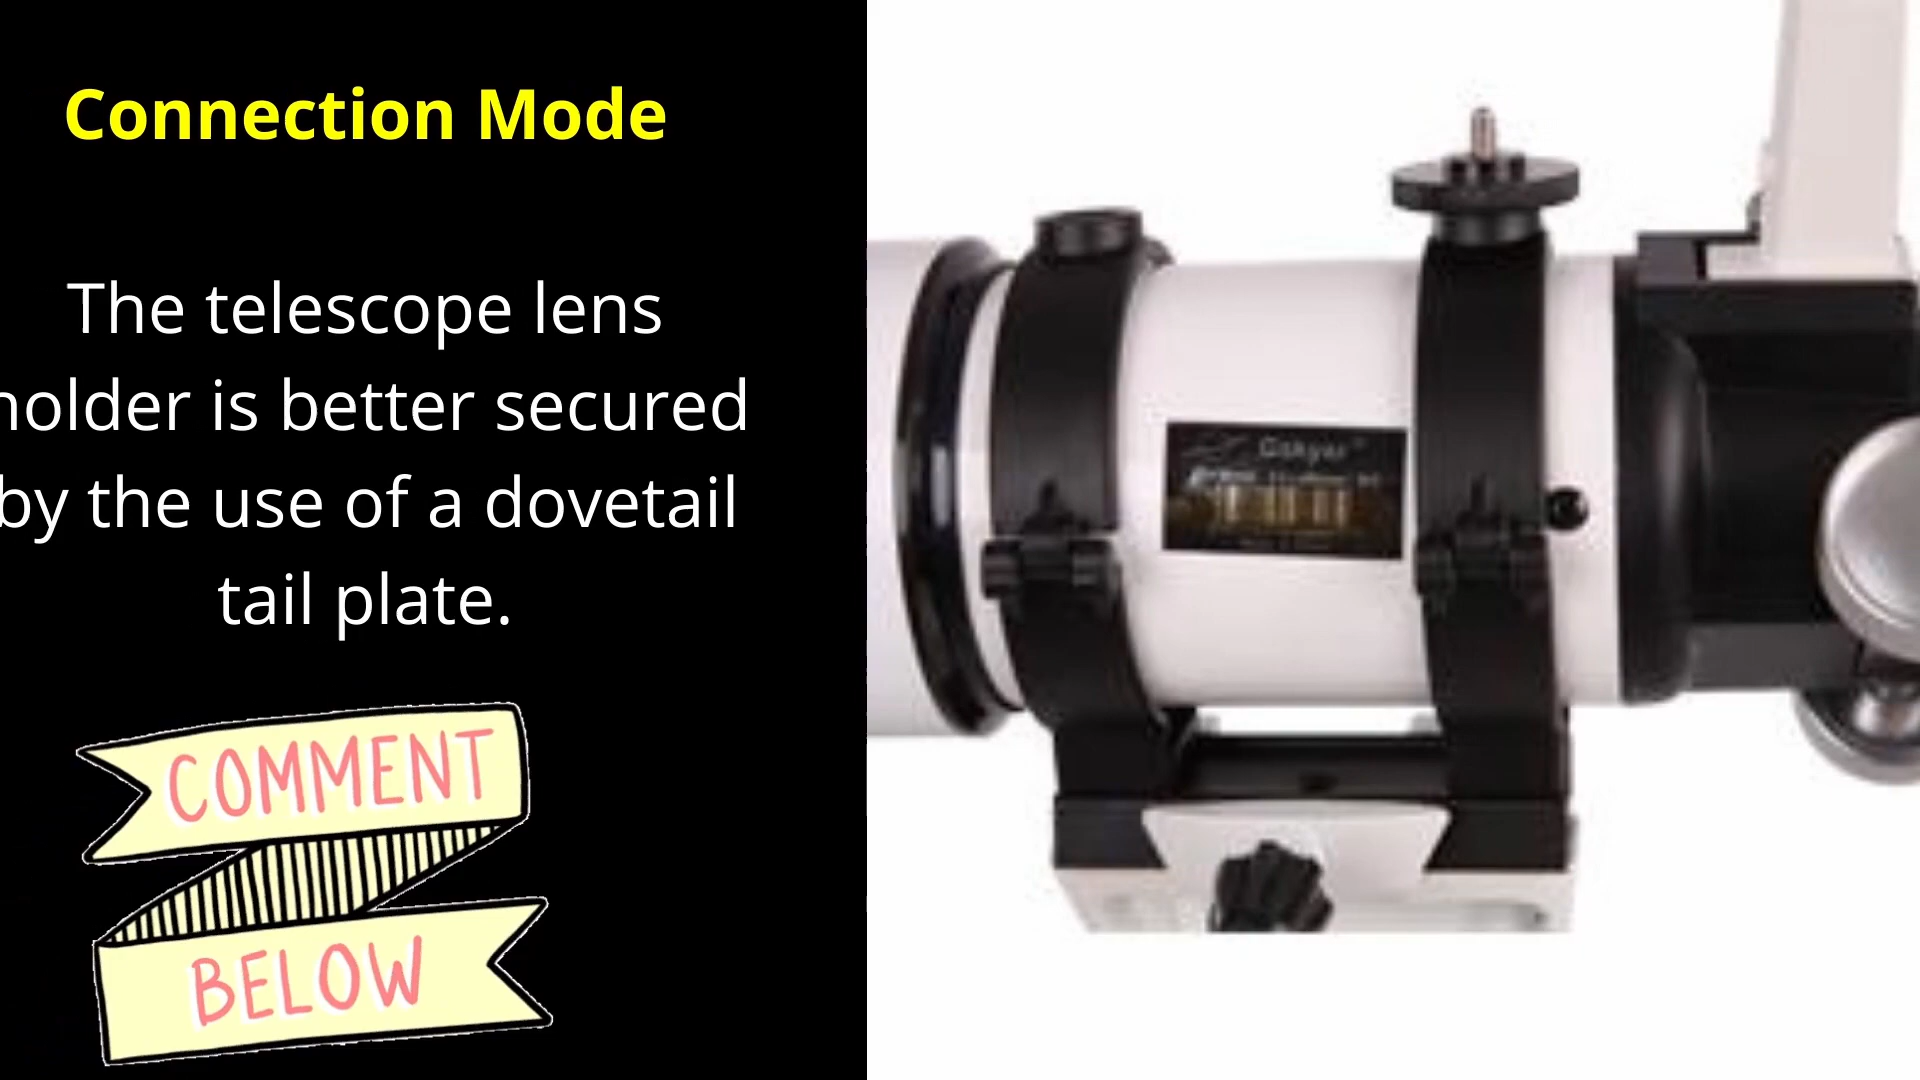 Connection Mode
The telescope lens
holder is better secured
by the use of a dovetail
tail plate.
COMMENT
BELOW